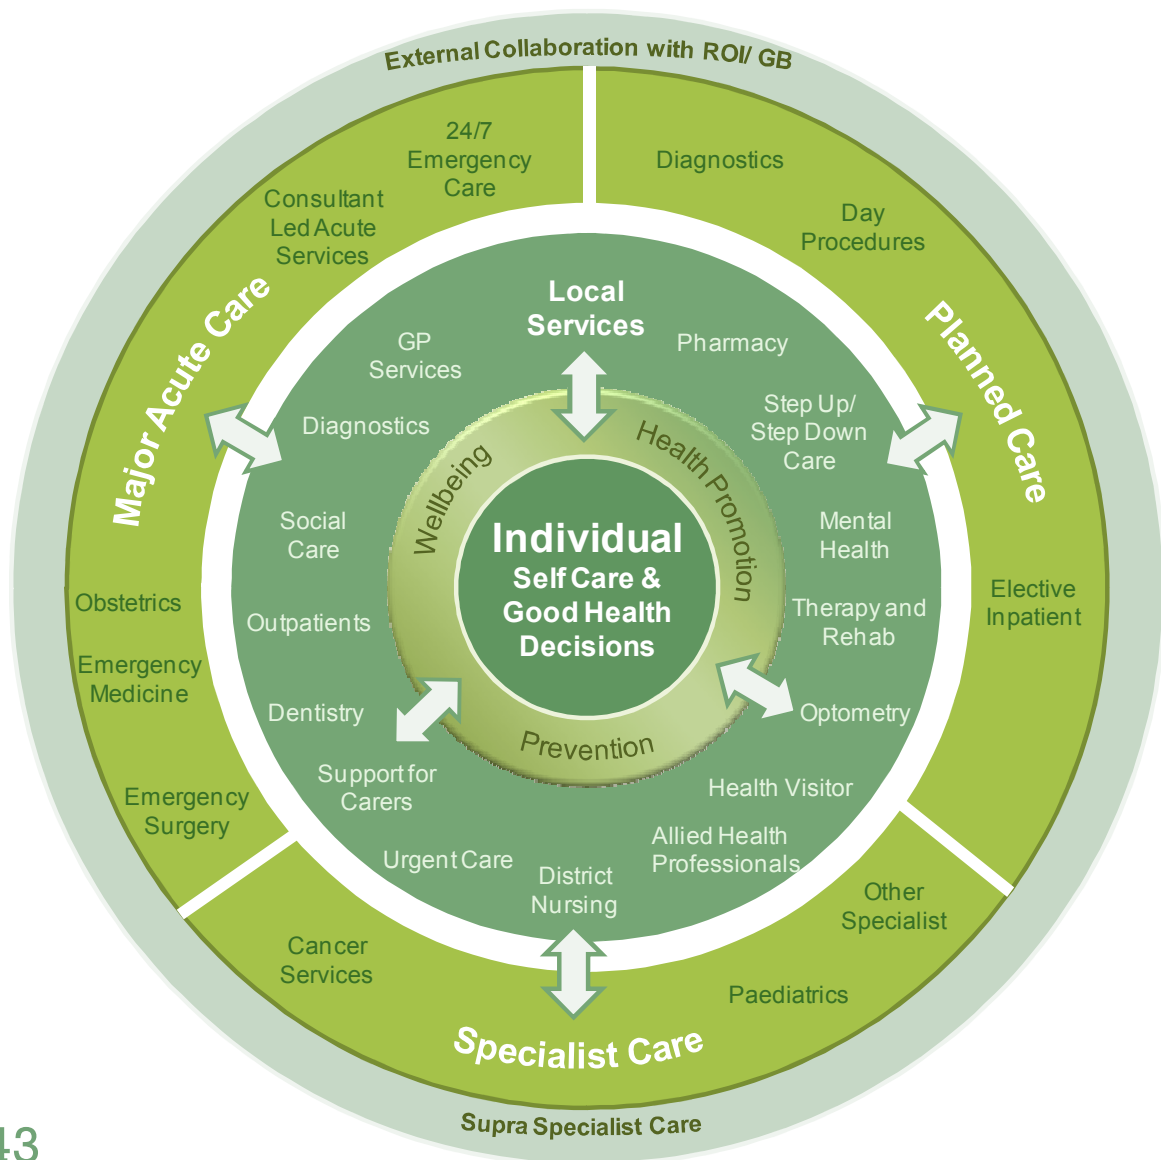 External Collaboration with ROI/ GB
24/7
Emergency
Care
Consultant
Led Acute
Services
Major Acute Care
Obstetrics
Emergency
Medicine
Emergency
Surgery
Diagnostics
Day
Procedures
Planned Care
Elective
Inpatient
Local
Services
GP
Services
Diagnostics
Social
Care
Outpatients
Dentistry
Support for
Carers
Urgent Care
District
Nursing
Pharmacy
Step Up/
Step Down
Care
Mental
Health
Therapy and
Rehab
Optometry
Health Visitor
Allied Health
Professionals
Wellbeing
Health Promotion
Prevention
Individual
Self Care &
Good Health
Decisions
Cancer
Services
Other
Specialist
Paediatrics
Specialist Care
Supra Specialist Care
43